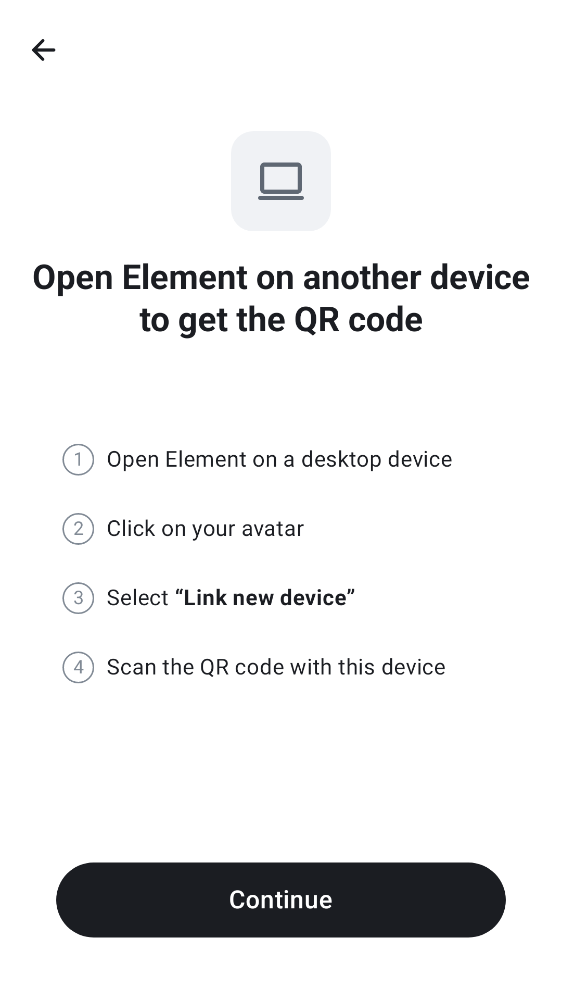 Open Element on another device
to get the QR code
1 Open Element on a desktop device
2 Click on your avatar
3 Select “Link new device”
4 Scan the QR code with this device
Continue